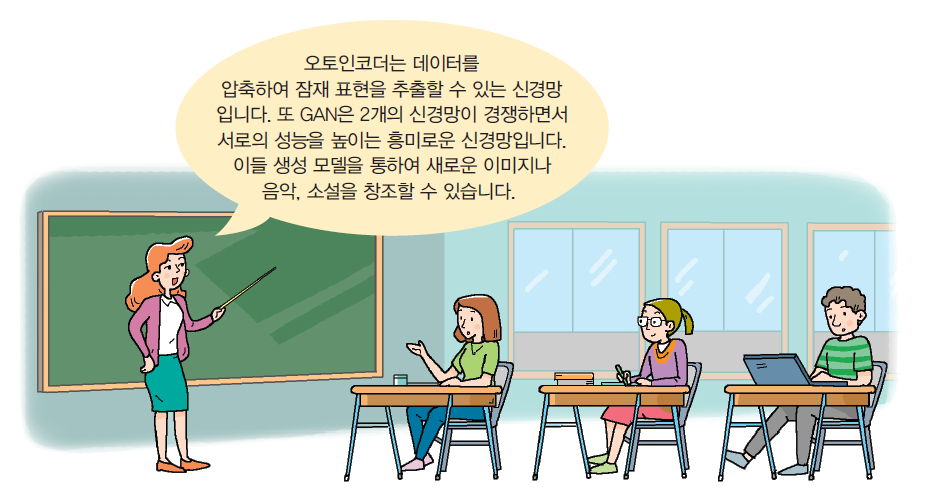 오토인코더는 데이터를
압축하여 잠재 표현을 추출할 수 있는 신경망
입니다. 또 GAN은 2개의 신경망이 경쟁하면서
서로의 성능을 높이는 흥미로운 신경망입니다.
이들 생성 모델을 통하여 새로운 이미지나
음악, 소설을 창조할 수 있습니다.